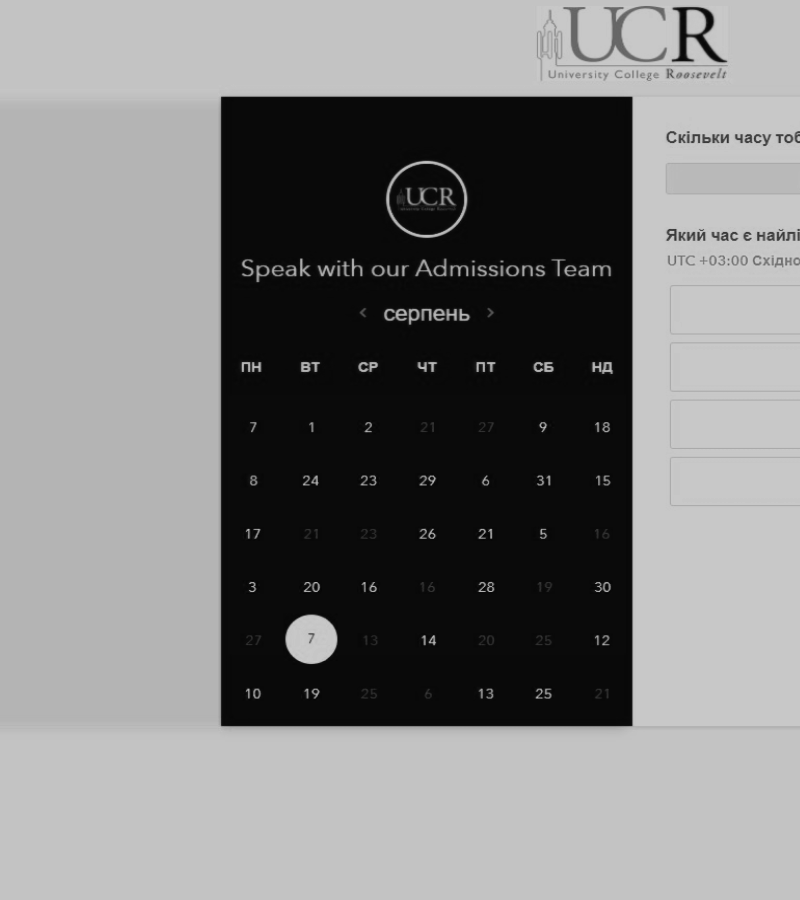 UCR
University College Roosevelt
Скільки часу тоб
UCR
Який час є найлі
UTC +03:00 Східно
Speak with our Admissions Team
‹ серпень ›
ПН ВТ СР ЧТ ПТ СБ НД
7 1 2 21 27 9 18
8 24 23 29 6 31 15
17 21 23 26 21 5 16
3 20 16 16 28 19 30
27 7 13 14 20 25 12
10 19 25 6 13 25 21